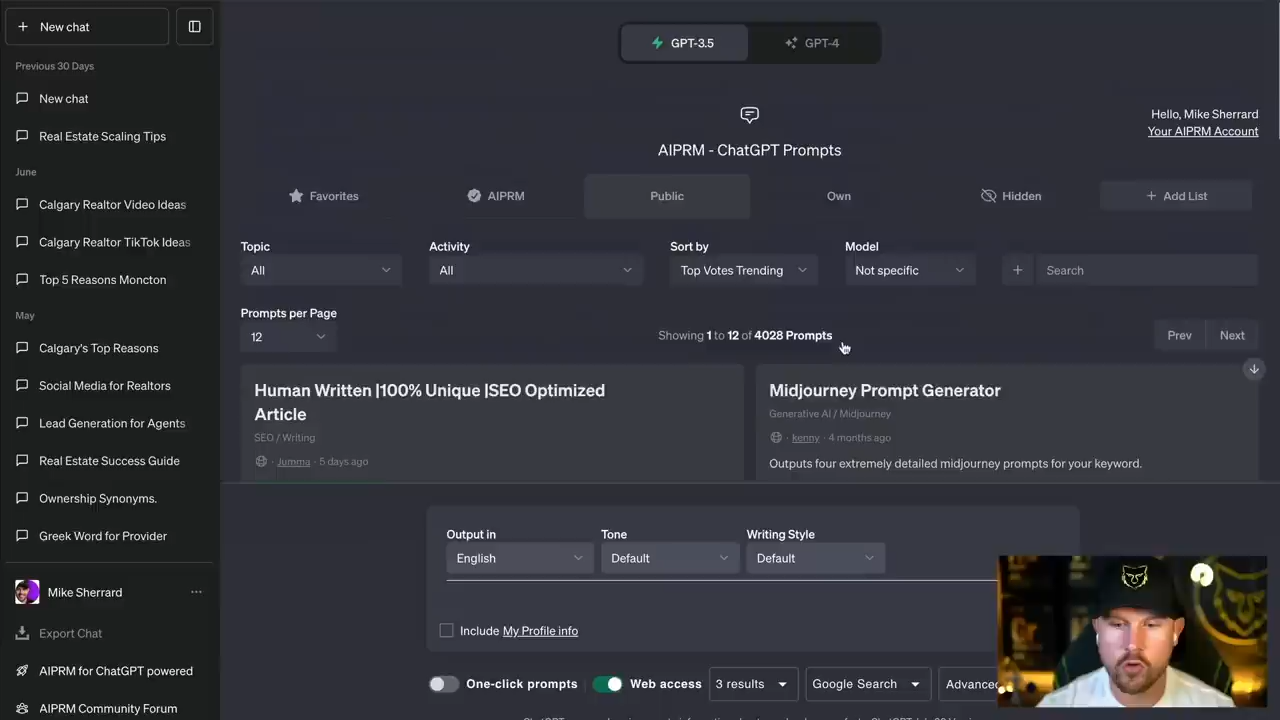 New chat
Previous 30 Days
New chat
Real Estate Scaling Tips
June
Calgary Realtor Video Ideas
Calgary Realtor TikTok Ideas
Top 5 Reasons Moncton
May
Calgary's Top Reasons
Social Media for Realtors
Lead Generation for Agents
Real Estate Success Guide
Ownership Synonyms.
Greek Word for Provider
Mike Sherrard
Export Chat
AIPRM for ChatGPT powered
AIPRM Community Forum
GPT-3.5 GPT-4
Hello, Mike Sherrard
Your AIPRM Account
AIPRM - ChatGPT Prompts
Favorites AIPRM Public Own Hidden + Add List
Topic Activity Sort by Model
All All Top Votes Trending Not specific + Search
Prompts per Page
12 Showing 1 to 12 of 4028 Prompts Prev Next
Human Written |100% Unique |SEO Optimized
Article
SEO / Writing
· Jumma · 5 days ago
Midjourney Prompt Generator
Generative AI / Midjourney
· kenny · 4 months ago
Outputs four extremely detailed midjourney prompts for your keyword.
Output in Tone Writing Style
English Default Default
Include My Profile info
One-click prompts Web access 3 results Google Search Advance